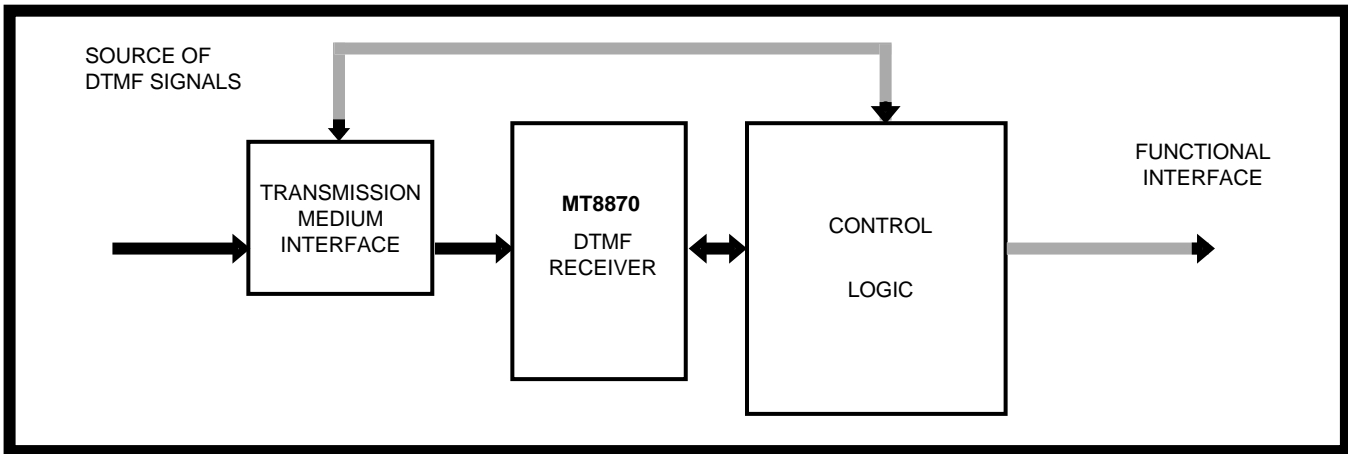 SOURCE OF
DTMF SIGNALS
TRANSMISSION
MEDIUM
INTERFACE
MT8870
DTMF
RECEIVER
CONTROL
LOGIC
FUNCTIONAL
INTERFACE